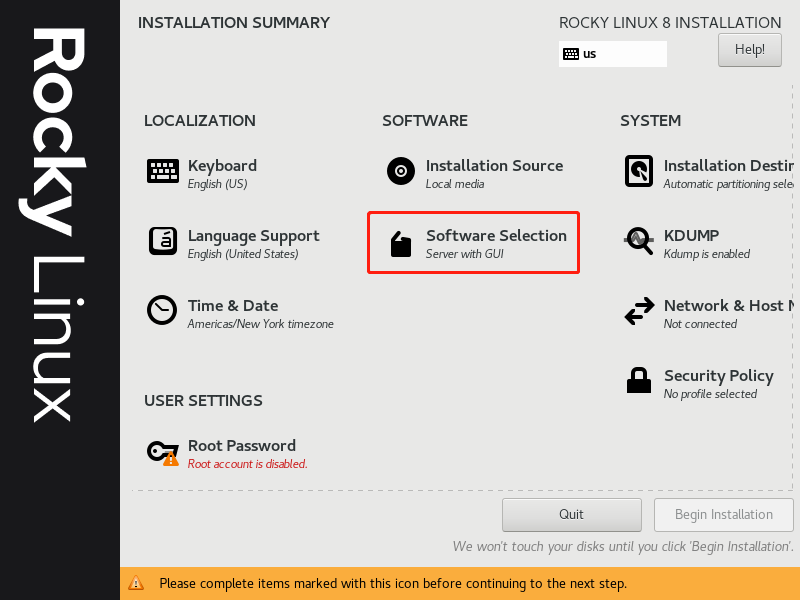 Rocky Linux
INSTALLATION SUMMARY
ROCKY LINUX 8 INSTALLATION
us
Help!
LOCALIZATION
Keyboard
English (US)
Language Support
English (United States)
Time & Date
Americas/New York timezone
SOFTWARE
Installation Source
Local media
Software Selection
Server with GUI
SYSTEM
Installation Destin
Automatic partitioning sele
KDUMP
Kdump is enabled
Network & Host N
Not connected
Security Policy
No profile selected
USER SETTINGS
Root Password
Root account is disabled.
Quit
Begin Installation
We won't touch your disks until you click 'Begin Installation'.
Please complete items marked with this icon before continuing to the next step.